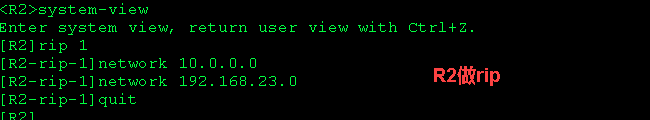 <R2>system-view
Enter system view, return user view with Ctrl+Z.
[R2]rip 1
[R2-rip-1]network 10.0.0.0
[R2-rip-1]network 192.168.23.0
R2做rip
[R2-rip-1]quit
[R2]